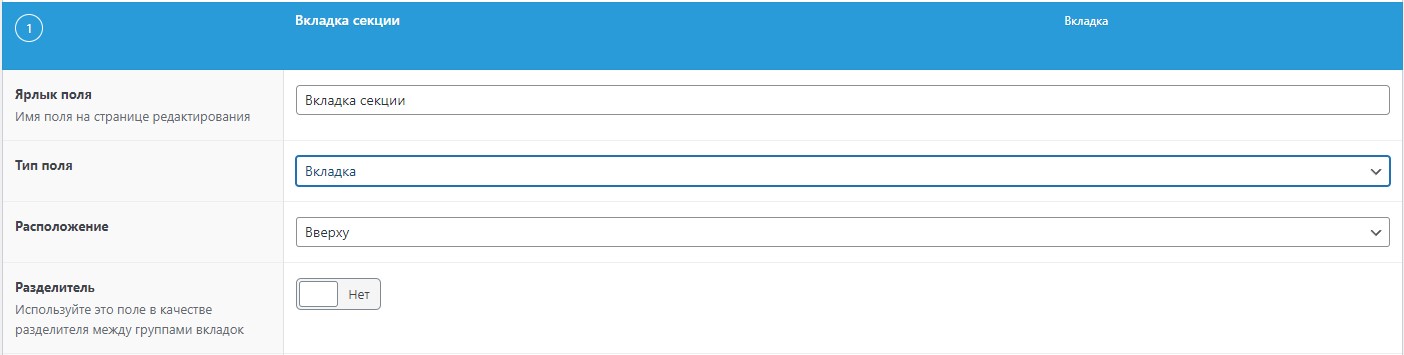 1 Вкладка секции Вкладка
Ярлык поля
Имя поля на странице редактирования
Вкладка секции
Тип поля
Вкладка
Расположение
Вверху
Разделитель
Используйте это поле в качестве
разделителя между группами вкладок
Нет